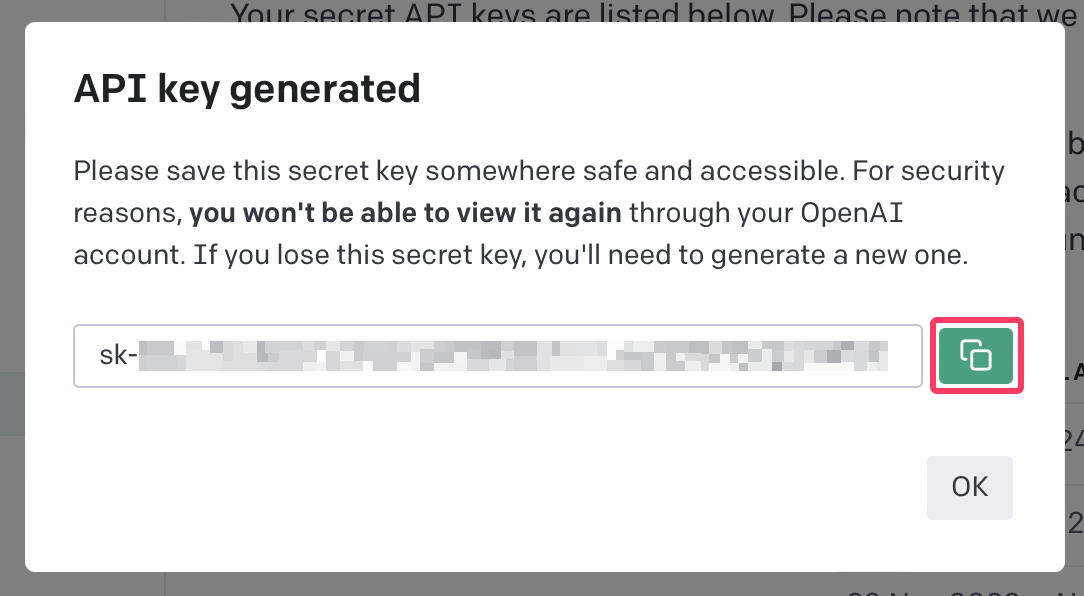 Your secret API keys are listed below. Please note that we
API key generated
Please save this secret key somewhere safe and accessible. For security
reasons, you won't be able to view it again through your OpenAI
account. If you lose this secret key, you'll need to generate a new one.
sk-
OK